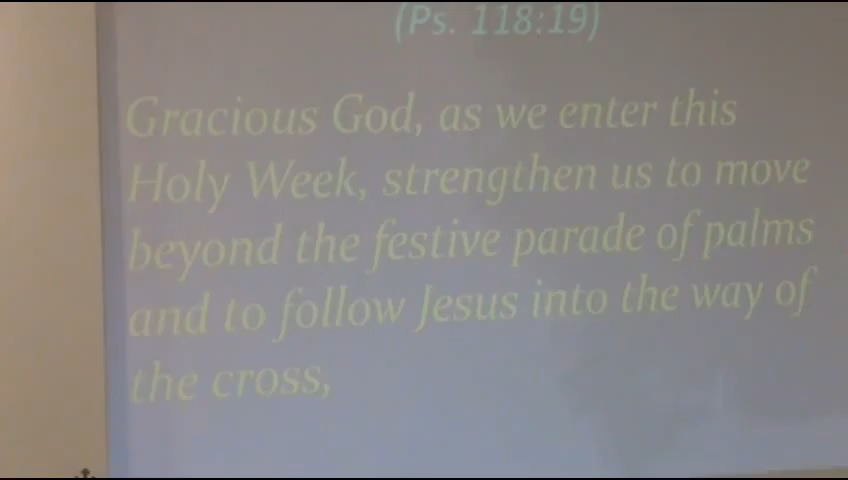 (Ps. 118:19)
Gracious God, as we enter this
Holy Week, strengthen us to move
beyond the festive parade of palms
and to follow Jesus into the way of
the cross,